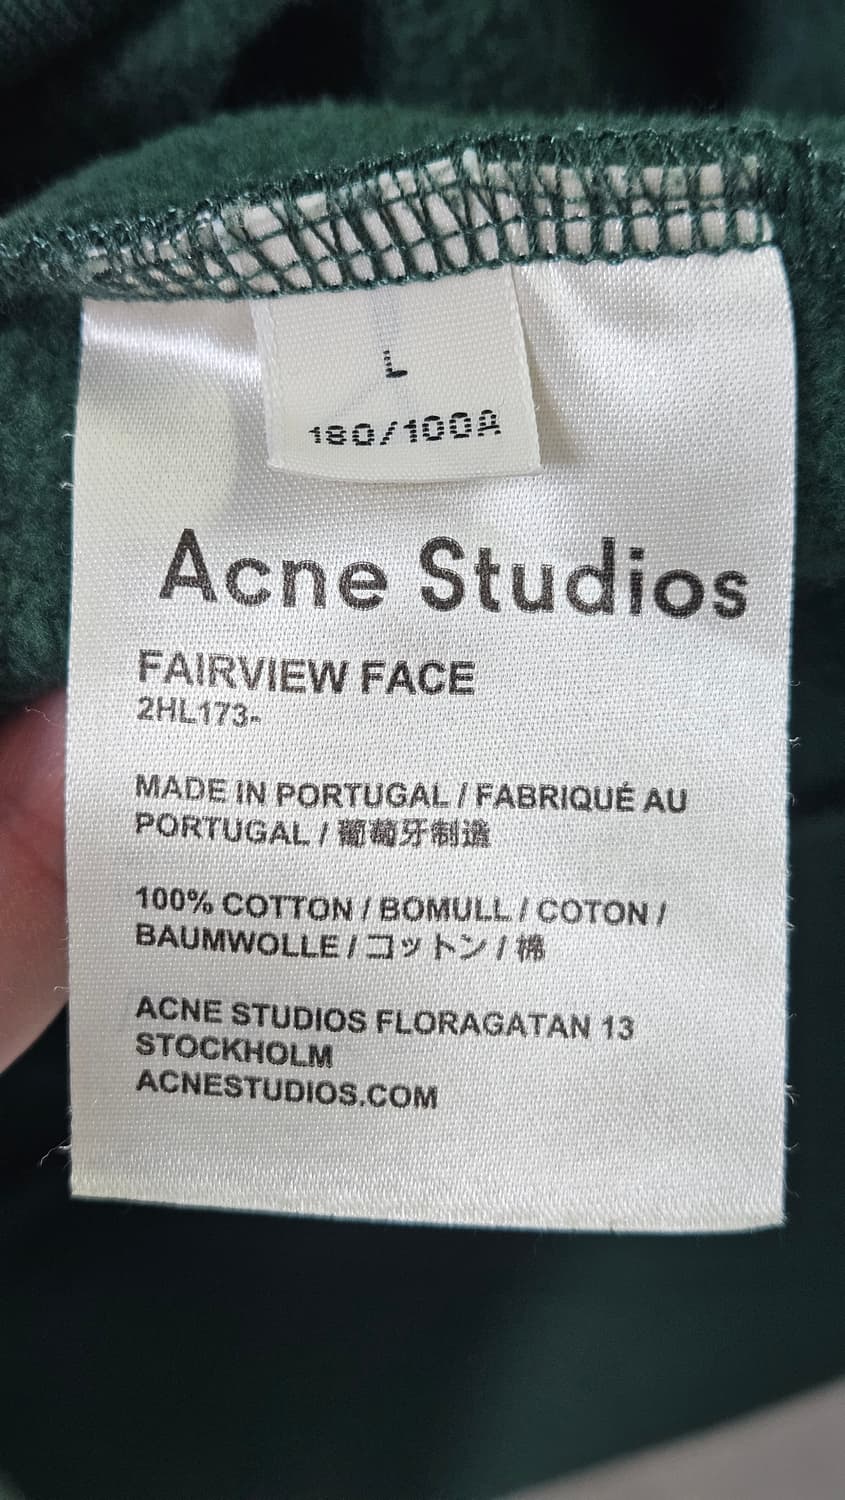 L
180/100A
Acne Studios
FAIRVIEW FACE
2HL173-
MADE IN PORTUGAL / FABRIQUÉ AU
PORTUGAL / 葡萄牙制造
100% COTTON / BOMULL / COTON /
BAUMWOLLE / コットン / 棉
ACNE STUDIOS FLORAGATAN 13
STOCKHOLM
ACNESTUDIOS.COM